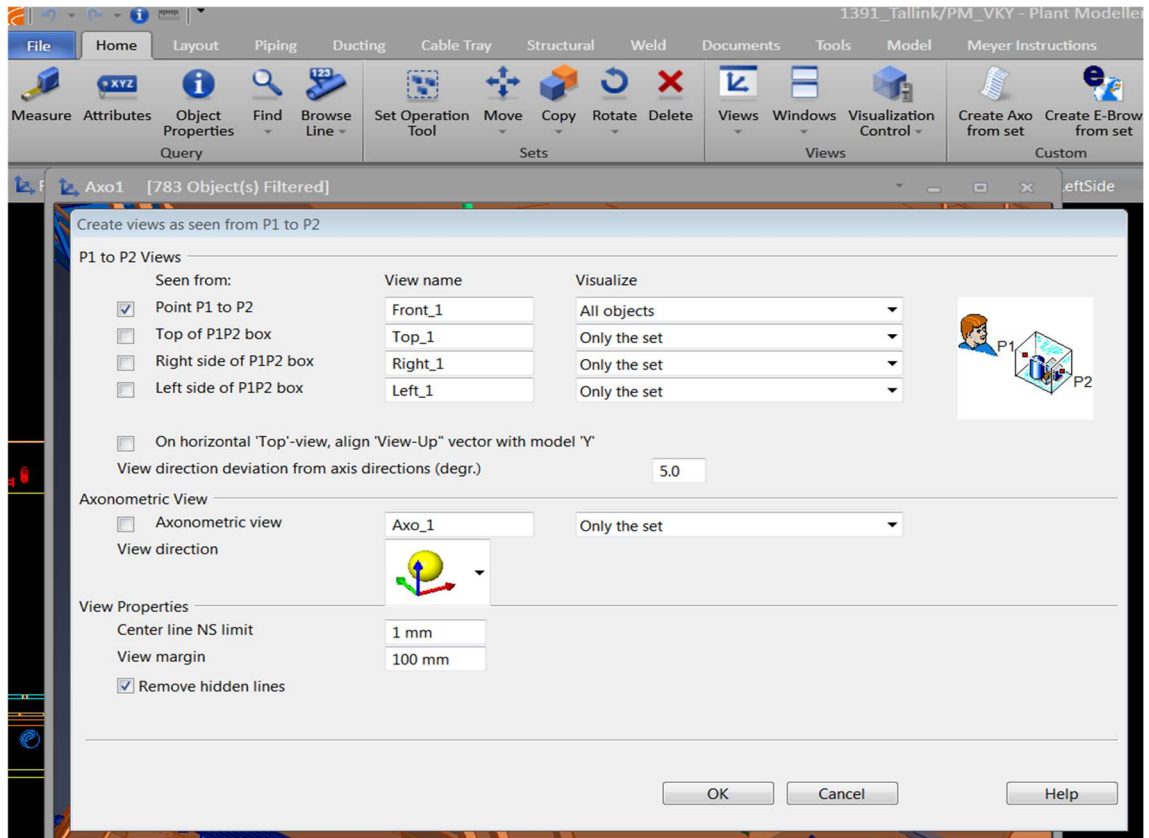 1391_Tallink/PM_VKY - Plant Modeller
File Home Layout Piping Ducting Cable Tray Structural Weld Documents Tools Model Meyer Instructions
XYZ i 123 e
Measure Attributes Object Properties Find Browse Line Set Operation Tool Move Copy Rotate Delete Views Windows Visualization Control Create Axo from set Create E-Brow from set
Query Sets Views Custom
Axo1 [783 Object(s) Filtered] eftSide
Create views as seen from P1 to P2
P1 to P2 Views
Seen from: View name Visualize
Point P1 to P2 Front_1 All objects
Top of P1P2 box Top_1 Only the set
Right side of P1P2 box Right_1 Only the set
Left side of P1P2 box Left_1 Only the set
P1
P2
On horizontal 'Top'-view, align 'View-Up" vector with model 'Y'
View direction deviation from axis directions (degr.) 5.0
Axonometric View
Axonometric view Axo_1 Only the set
View direction
View Properties
Center line NS limit 1 mm
View margin 100 mm
Remove hidden lines
OK Cancel Help